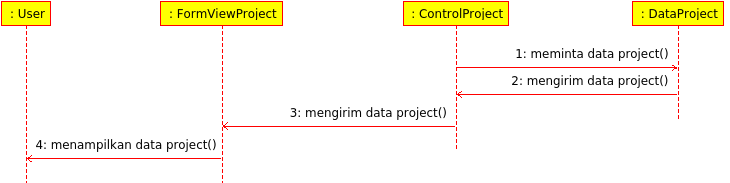 : User
: FormViewProject
: ControlProject
: DataProject
1: meminta data project()
2: mengirim data project()
3: mengirim data project()
4: menampilkan data project()